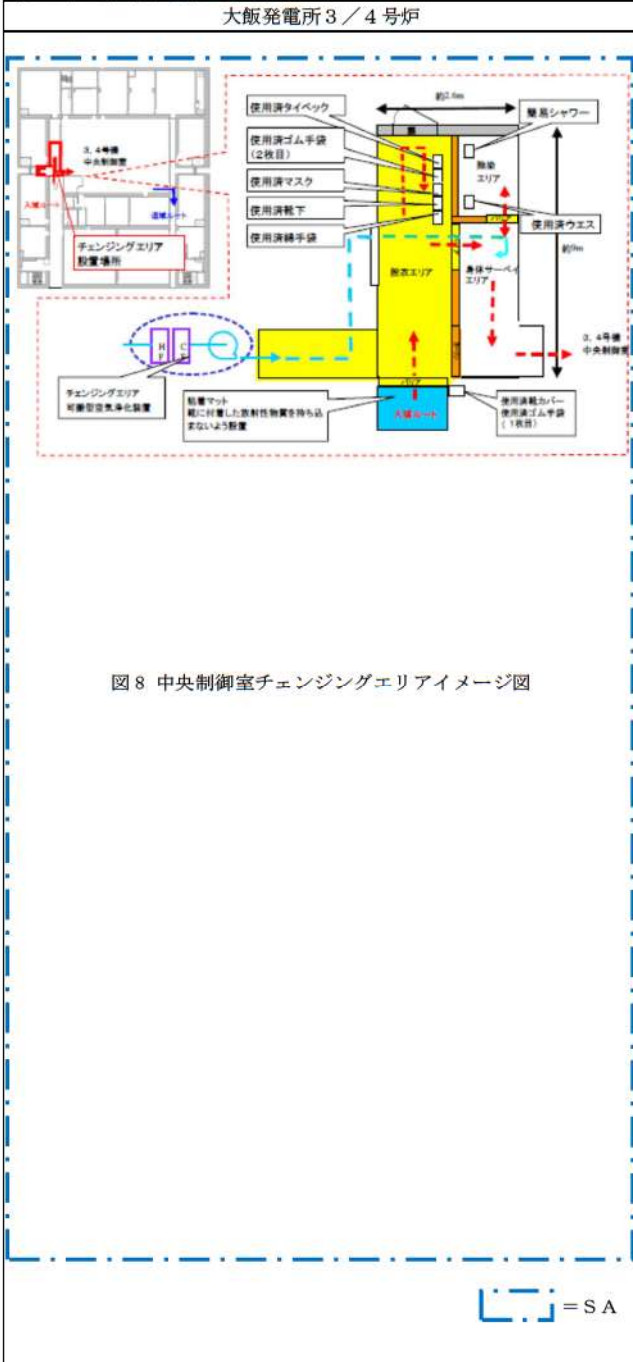 大飯発電所3／4号炉
3, 4号機
中央制御室
入域ルート
退域ルート
チェンジングエリア
設置場所
使用済タイベック
使用済ゴム手袋
(2枚目)
使用済マスク
使用済靴下
使用済綿手袋
約2.6m
簡易シャワー
除染
エリア
使用済ウエス
約9m
脱衣エリア
身体サーベイ
エリア
3, 4号機
中央制御室
HF
CF
チェンジングエリア
可搬型空気浄化装置
粘着マット
靴に付着した放射性物質を持ち込
まないよう設置
バリア
入域ルート
使用済靴カバー
使用済ゴム手袋
(1枚目)
図8 中央制御室チェンジングエリアイメージ図
＝SA